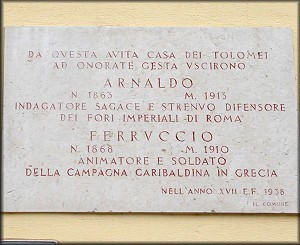 DA QVESTA AVITA CASA DEI TOLOMEI
AD ONORATE GESTA VSCIRONO
ARNALDO
N. 1863 M. 1913
INDAGATORE SAGACE E STRENVO DIFENSORE
DEI FORI IMPERIALI DI ROMA
FERRVCCIO
N. 1868 M. 1910
ANIMATORE E SOLDATO
DELLA CAMPAGNA GARIBALDINA IN GRECIA
NELL'ANNO XVII E.F. 1938
IL COMUNE